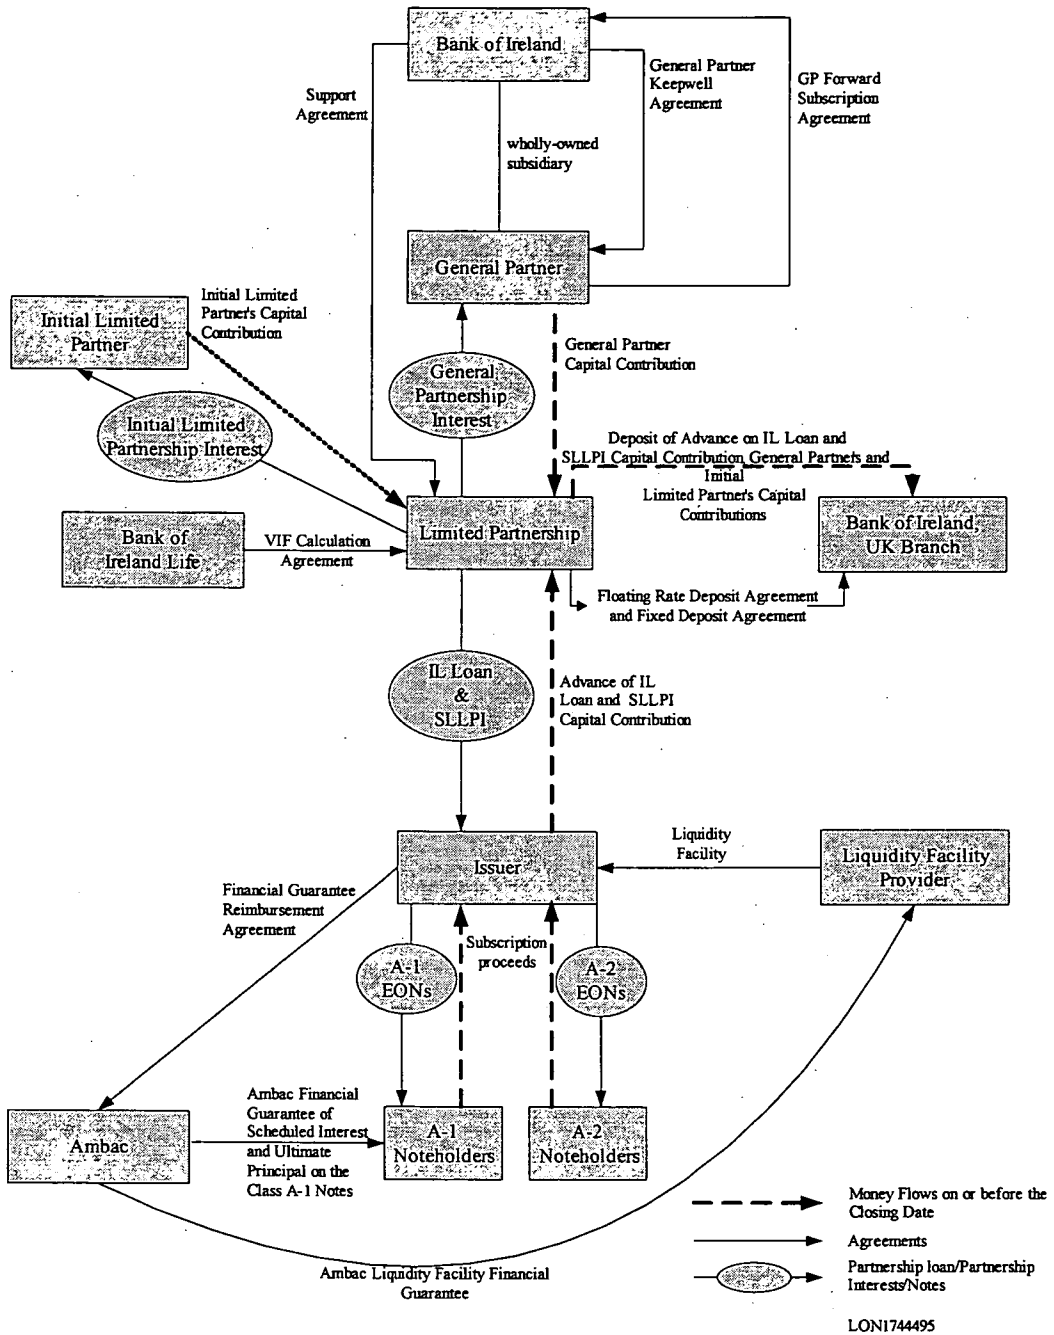 Bank of Ireland
General Partner
Keepwell
Agreement
GP Forward
Subscription
Agreement
Support
Agreement
wholly-owned
subsidiary
General Partner
Initial Limited
Partner's Capital
Contribution
Initial Limited
Partner
General Partner
Capital Contribution
General
Partnership
Interest
Initial Limited
Partnership Interest
Deposit of Advance on IL Loan and
SLLPI Capital Contribution General Partners and
Initial
Limited Partner's Capital
Contributions
Bank of
Ireland Life
VIF Calculation
Agreement
Limited Partnership
Bank of Ireland,
UK Branch
Floating Rate Deposit Agreement
and Fixed Deposit Agreement
IL Loan
&
SLLPI
Advance of IL
Loan and SLLPI
Capital Contribution
Issuer
Liquidity
Facility
Liquidity Facility
Provider
Financial Guarantee
Reimbursement
Agreement
Subscription
proceeds
A-1
EONs
A-2
EONs
Ambac
Ambac Financial
Guarantee of
Scheduled Interest
and Ultimate
Principal on the
Class A-1 Notes
A-1
Noteholders
A-2
Noteholders
Ambac Liquidity Facility Financial
Guarantee
Money Flows on or before the
Closing Date
Agreements
Partnership loan/Partnership
Interests/Notes
LON1744495